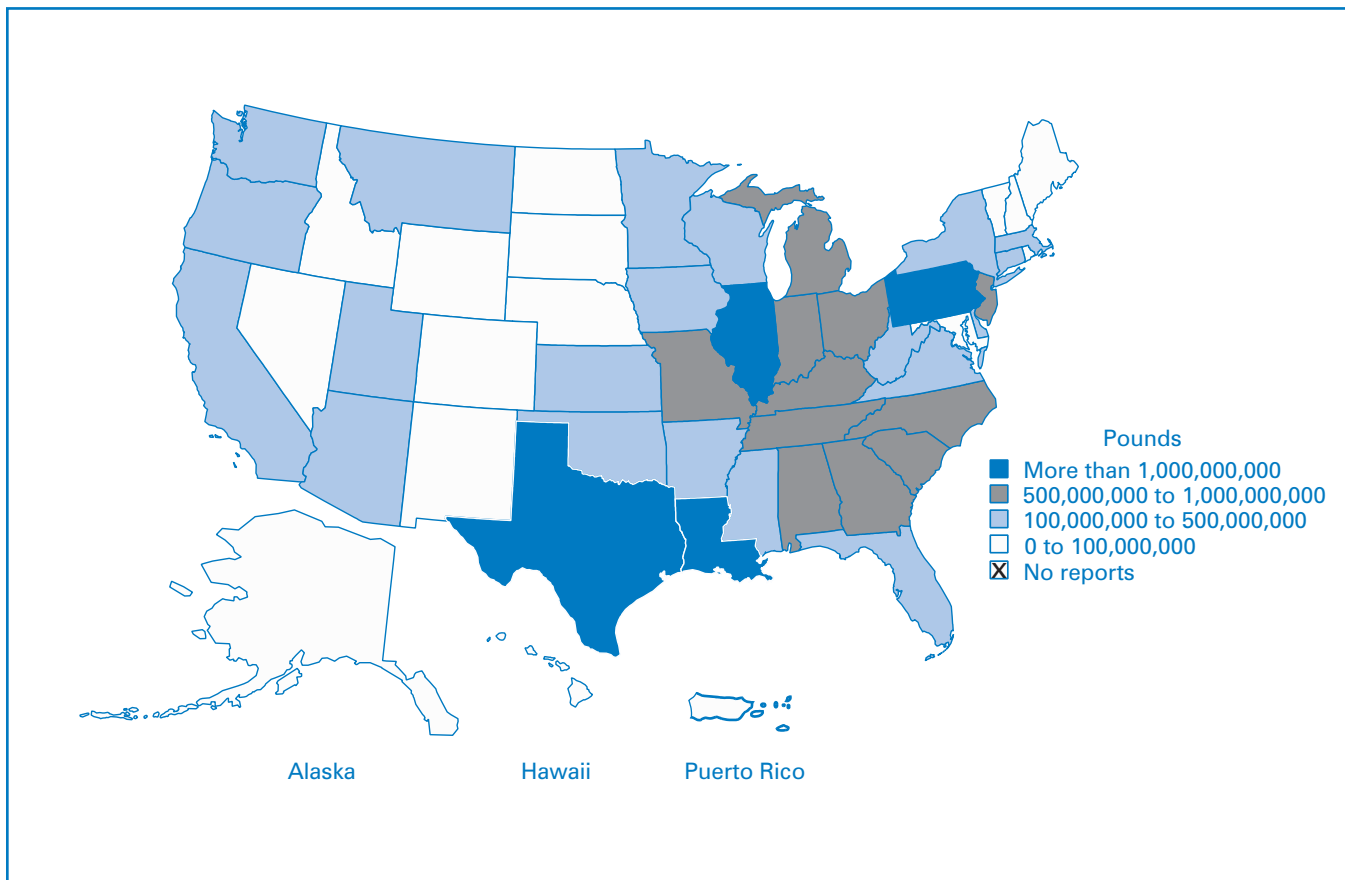 Pounds
More than 1,000,000,000
500,000,000 to 1,000,000,000
100,000,000 to 500,000,000
0 to 100,000,000
X No reports
Alaska Hawaii Puerto Rico